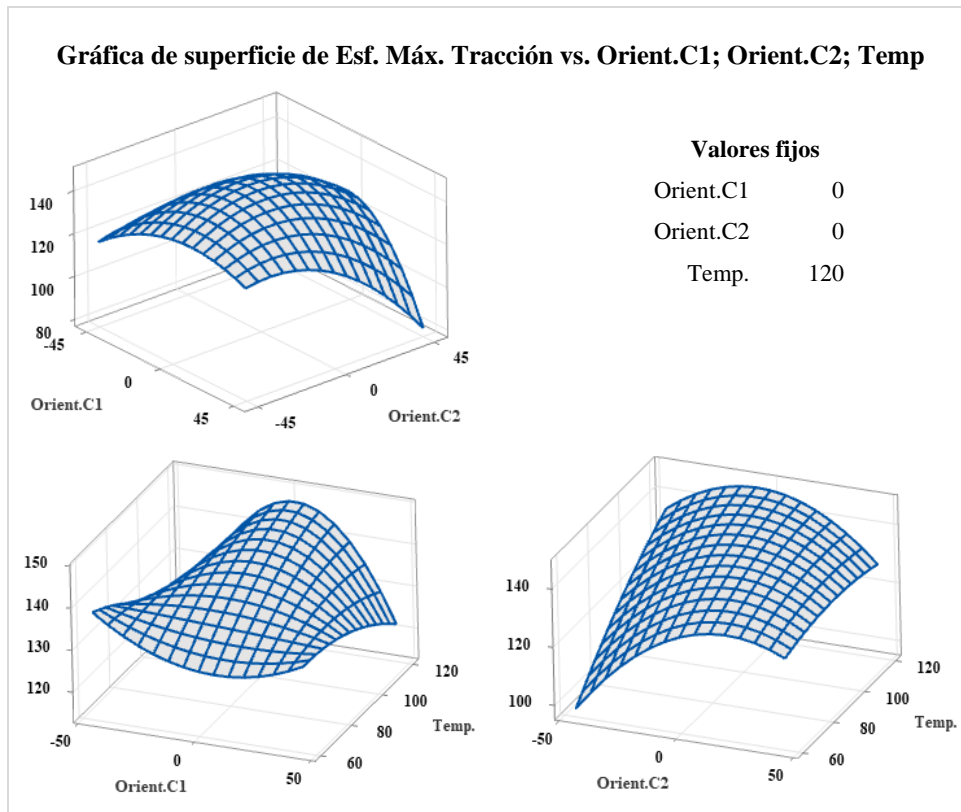 Gráfica de superficie de Esf. Máx. Tracción vs. Orient.C1; Orient.C2; Temp
Valores fijos
Orient.C1 0
Orient.C2 0
Temp. 120
140
120
100
80
-45
0
45
Orient.C1
-45
0
45
Orient.C2
150
140
130
120
-50
0
50
Orient.C1
60
80
100
120
Temp.
140
120
100
-50
0
50
Orient.C2
60
80
100
120
Temp.